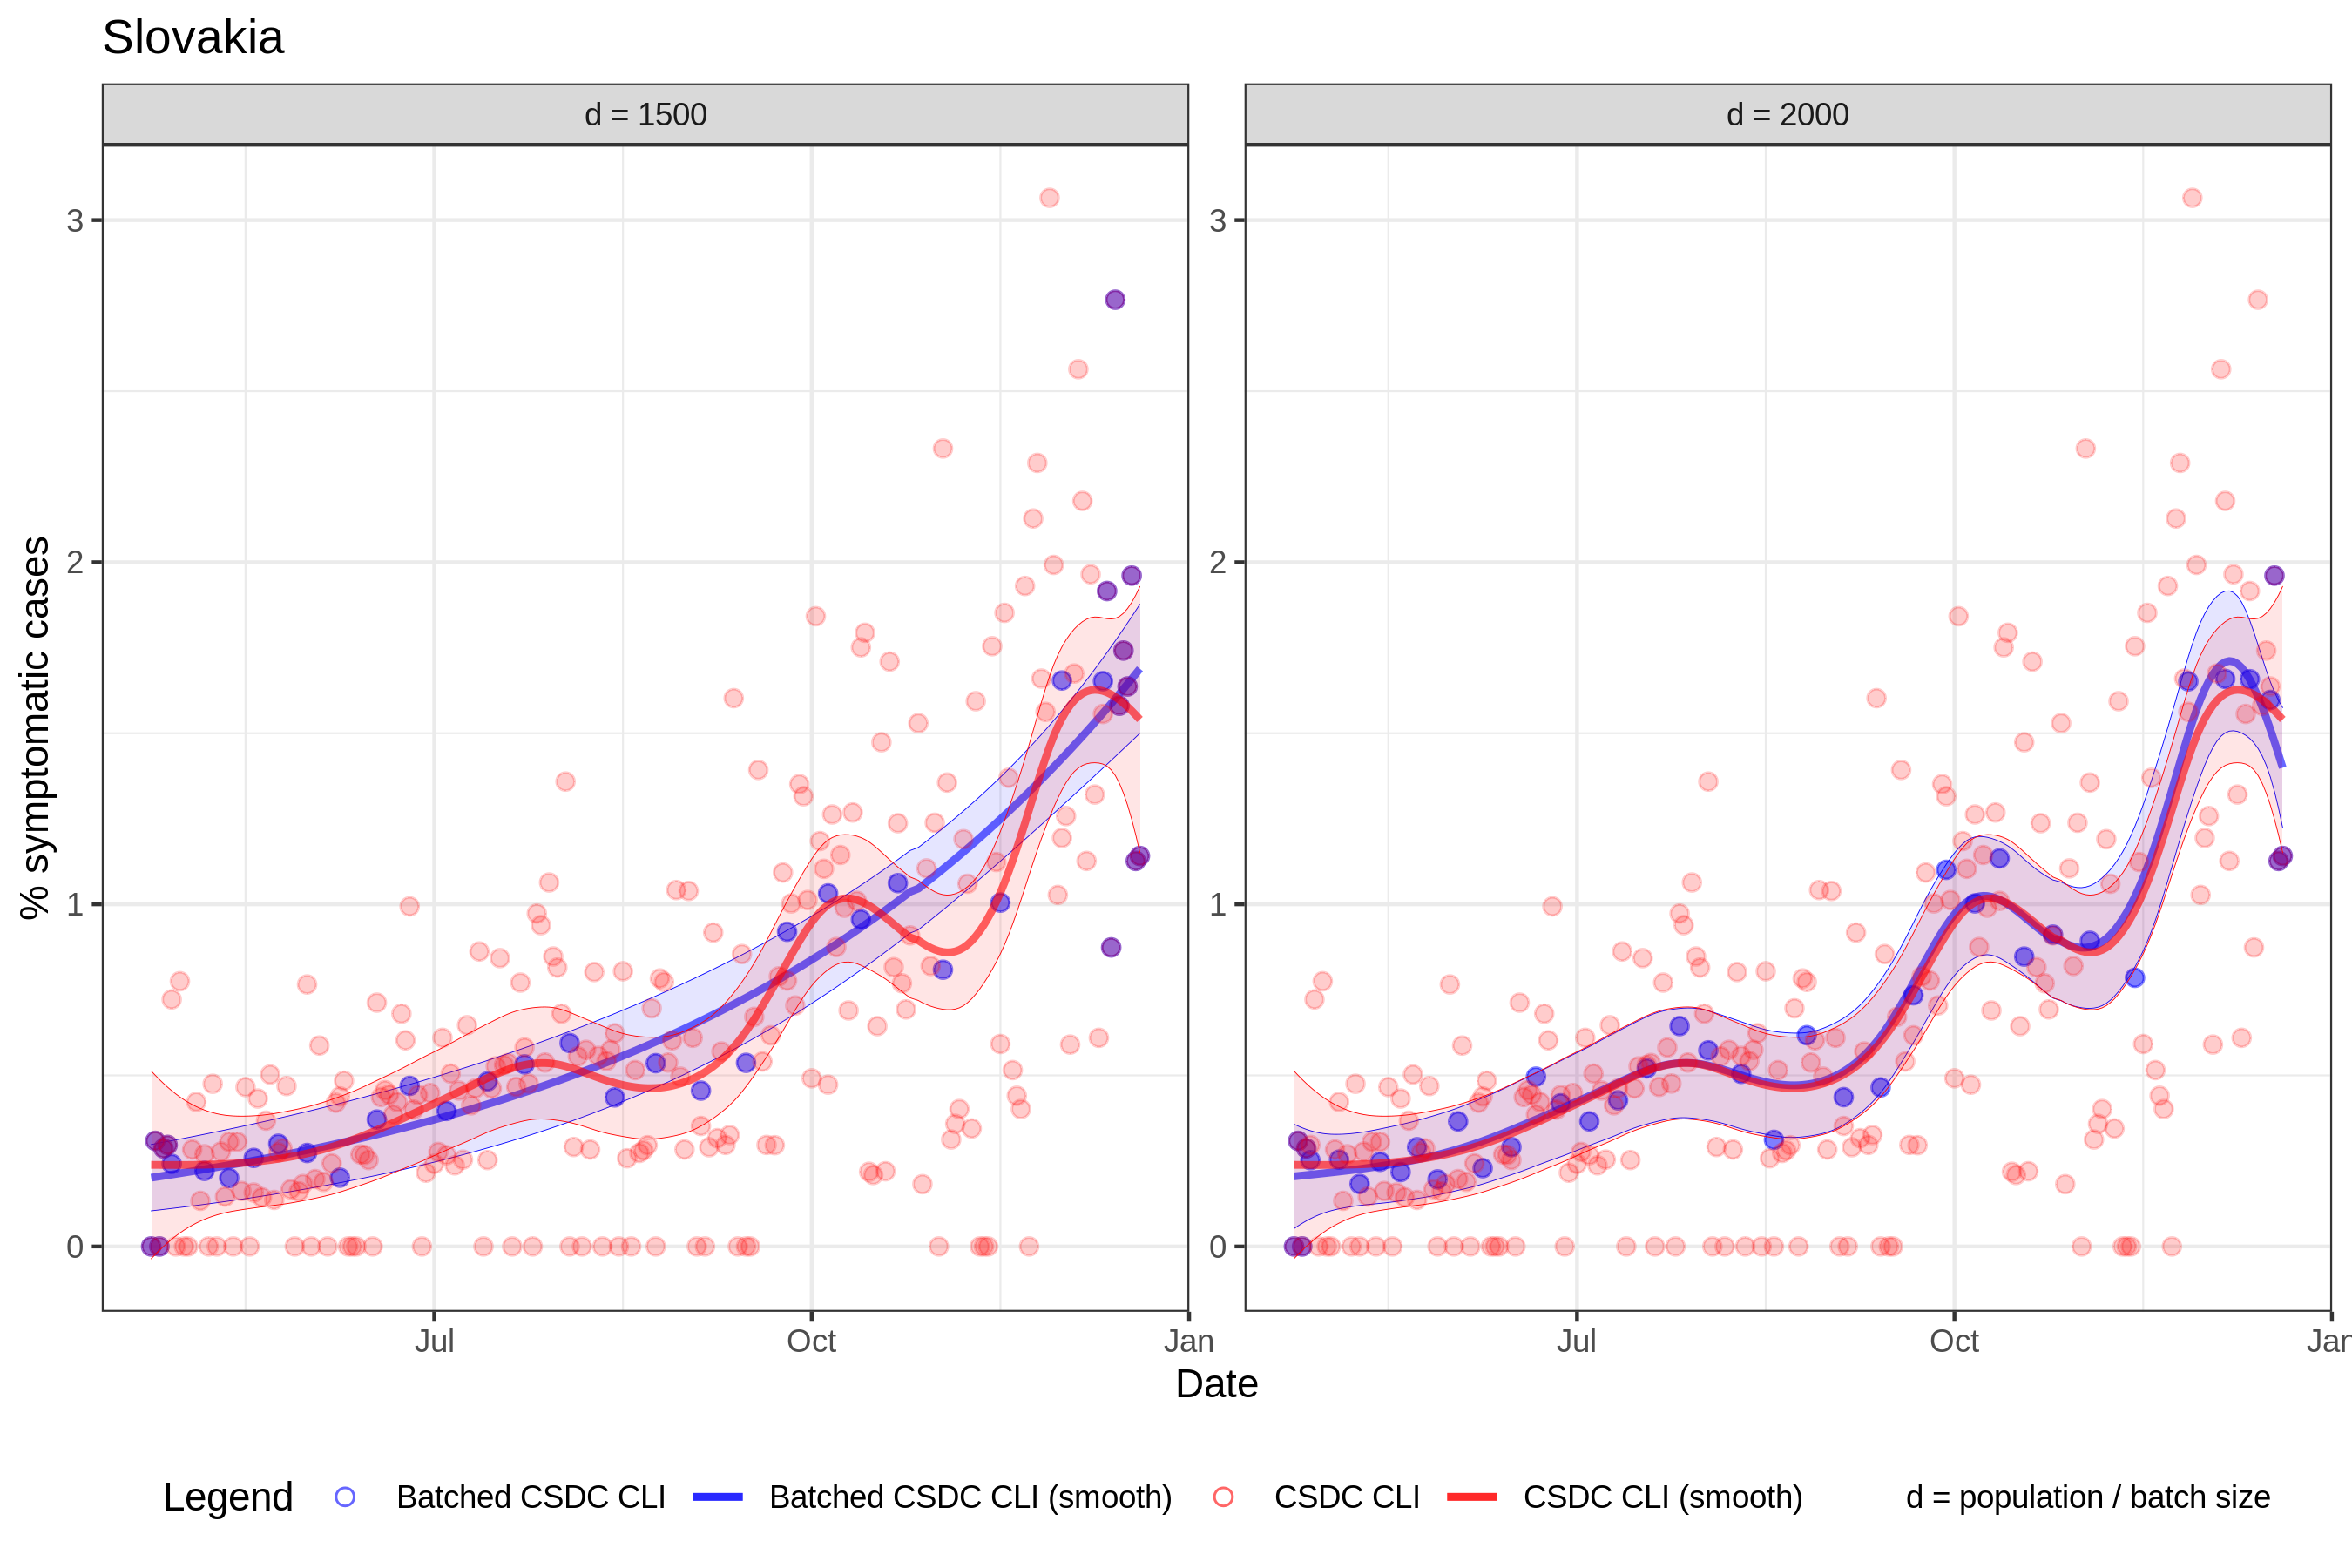 Slovakia
d = 1500
d = 2000
% symptomatic cases
3
2
1
0
3
2
1
0
Jul
Oct
Jan
Jul
Oct
Jan
Date
Legend
Batched CSDC CLI
Batched CSDC CLI (smooth)
CSDC CLI
CSDC CLI (smooth)
d = population / batch size